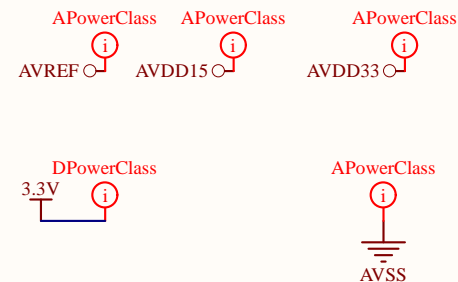 APowerClass APowerClass APowerClass
i i i
AVREF AVDD15 AVDD33
DPowerClass APowerClass
3.3V i i
AVSS